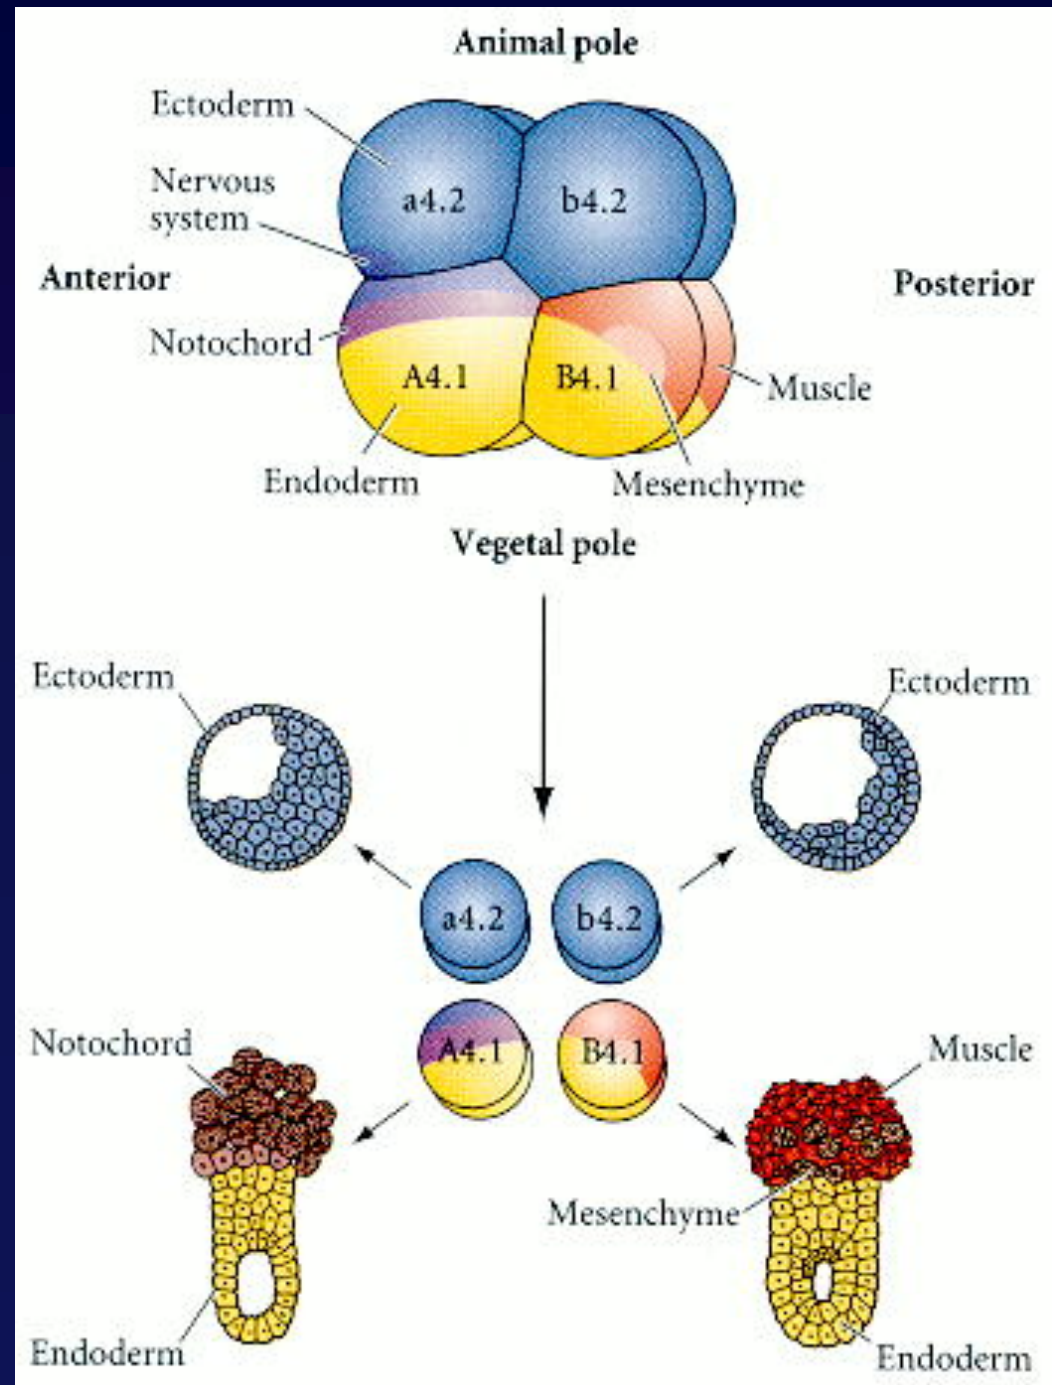 Animal pole
Ectoderm
Nervous
system
a4.2
b4.2
Anterior
Posterior
Notochord
A4.1
B4.1
Muscle
Endoderm
Mesenchyme
Vegetal pole
Ectoderm
Ectoderm
a4.2
b4.2
Notochord
A4.1
B4.1
Muscle
Mesenchyme
Endoderm
Endoderm